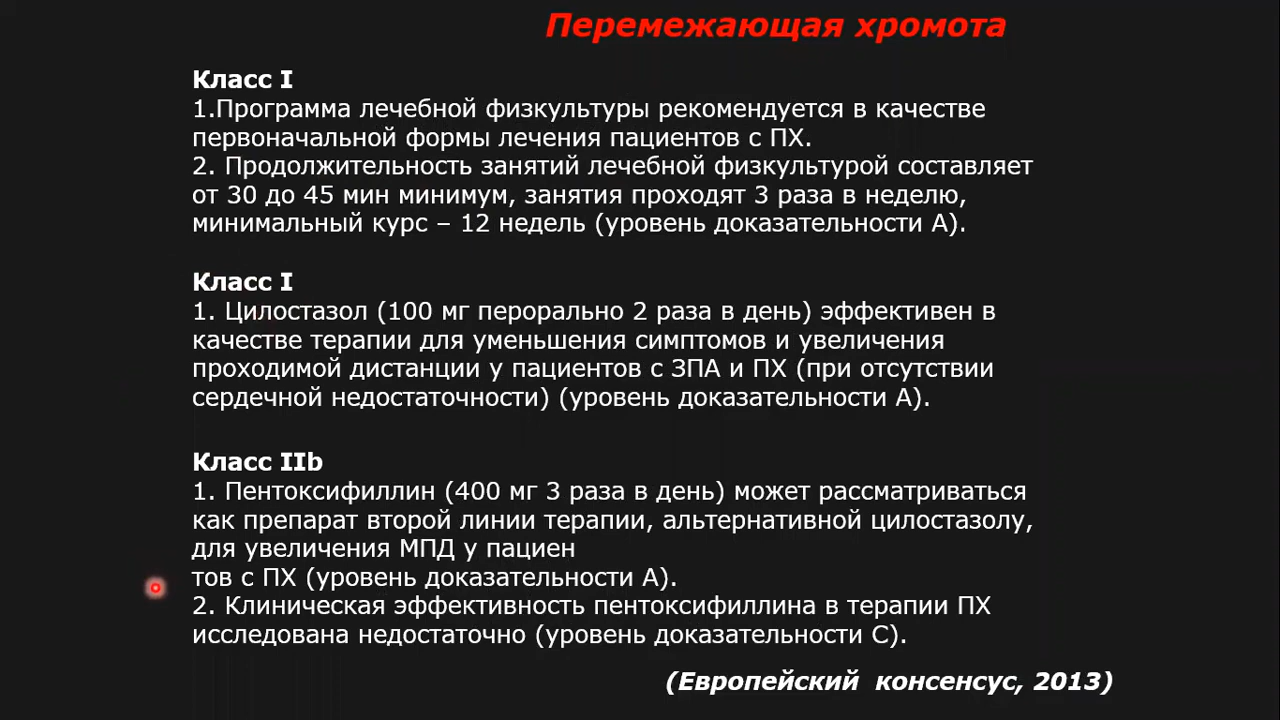 Перемежающая хромота
Класс I
1.Программа лечебной физкультуры рекомендуется в качестве
первоначальной формы лечения пациентов с ПХ.
2. Продолжительность занятий лечебной физкультурой составляет
от 30 до 45 мин минимум, занятия проходят 3 раза в неделю,
минимальный курс – 12 недель (уровень доказательности А).
Класс I
1. Цилостазол (100 мг перорально 2 раза в день) эффективен в
качестве терапии для уменьшения симптомов и увеличения
проходимой дистанции у пациентов с ЗПА и ПХ (при отсутствии
сердечной недостаточности) (уровень доказательности А).
Класс IIb
1. Пентоксифиллин (400 мг 3 раза в день) может рассматриваться
как препарат второй линии терапии, альтернативной цилостазолу,
для увеличения МПД у пациен
тов с ПХ (уровень доказательности А).
2. Клиническая эффективность пентоксифиллина в терапии ПХ
исследована недостаточно (уровень доказательности С).
(Европейский консенсус, 2013)